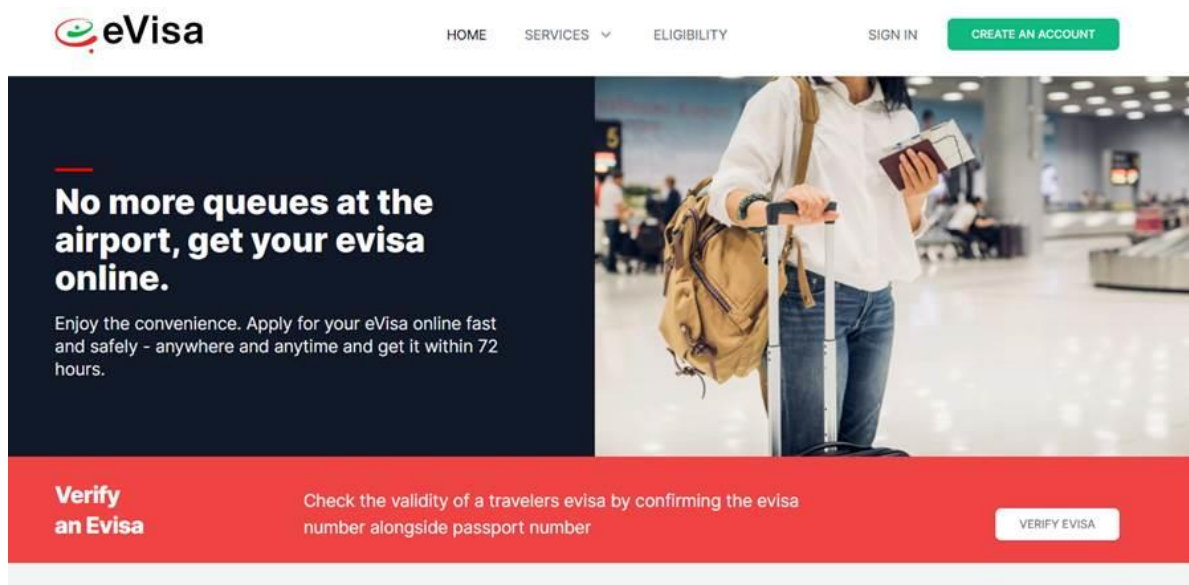 eVisa
HOME SERVICES ELIGIBILITY SIGN IN CREATE AN ACCOUNT
No more queues at the
airport, get your evisa
online.
Enjoy the convenience. Apply for your eVisa online fast
and safely - anywhere and anytime and get it within 72
hours.
5
Verify
an Evisa
Check the validity of a travelers evisa by confirming the evisa
number alongside passport number
VERIFY EVISA